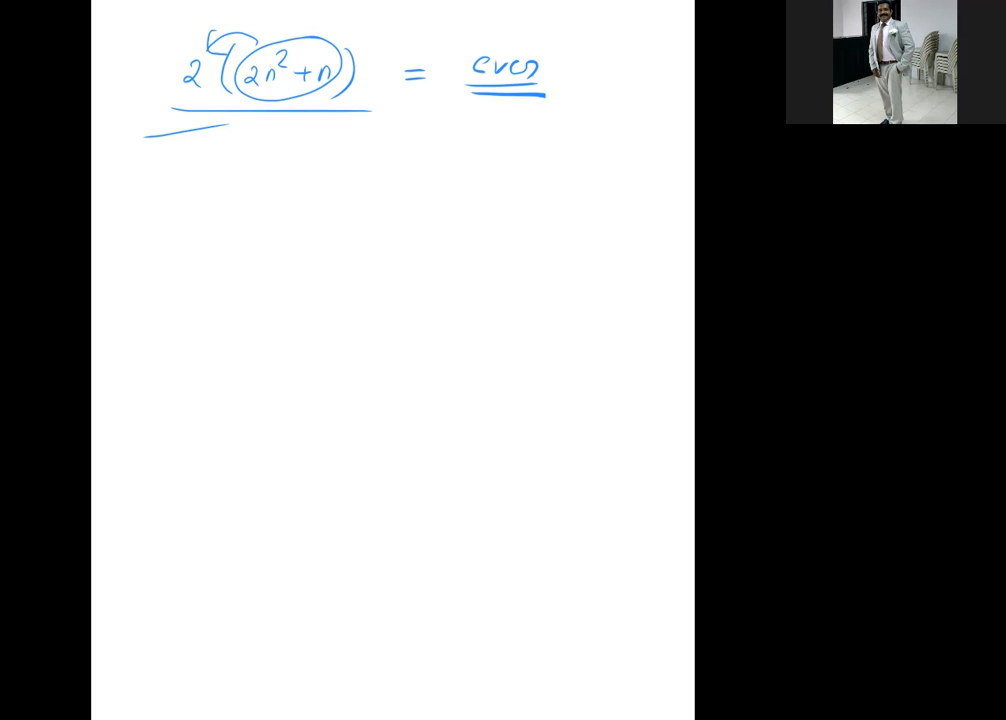 2 (2n² + n) = even